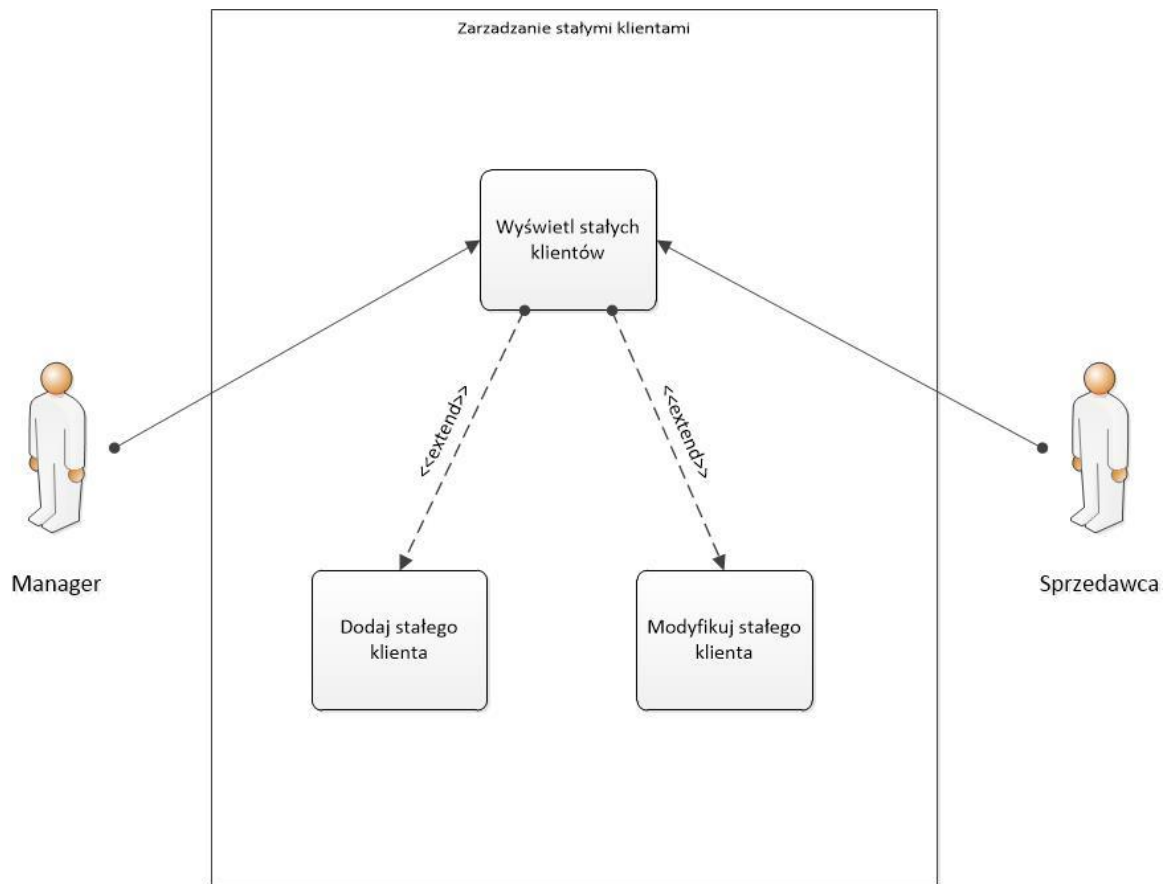 Zarzadzanie stałymi klientami
Wyświetl stałych
klientów
<<extend>>
<<extend>>
Manager
Sprzedawca
Dodaj stałego
klienta
Modyfikuj stałego
klienta